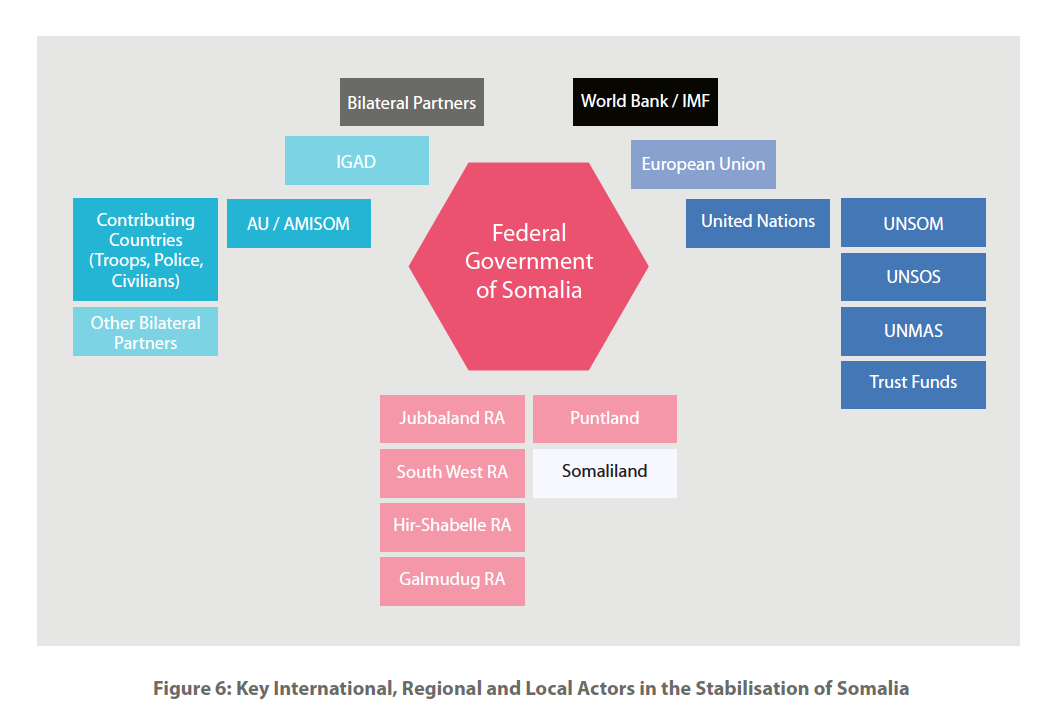 Bilateral Partners
World Bank / IMF
IGAD
European Union
Contributing
Countries
(Troops, Police,
Civilians)
AU / AMISOM
Federal
Government
of Somalia
United Nations
UNSOM
UNSOS
Other Bilateral
Partners
UNMAS
Trust Funds
Jubbaland RA
Puntland
South West RA
Somaliland
Hir-Shabelle RA
Galmudug RA
Figure 6: Key International, Regional and Local Actors in the Stabilisation of Somalia